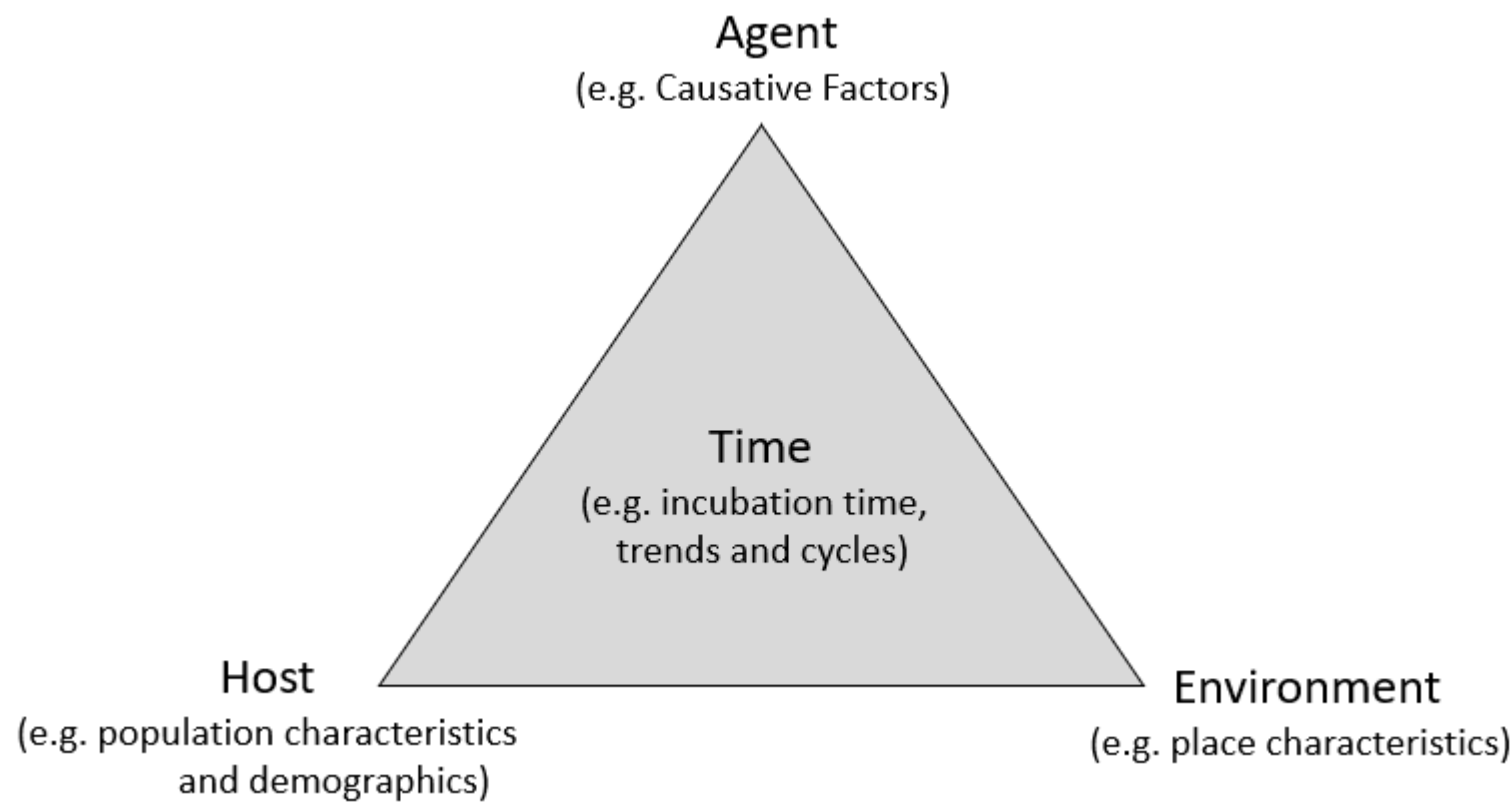 Agent
(e.g. Causative Factors)
Time
(e.g. incubation time,
trends and cycles)
Host
(e.g. population characteristics
and demographics)
Environment
(e.g. place characteristics)